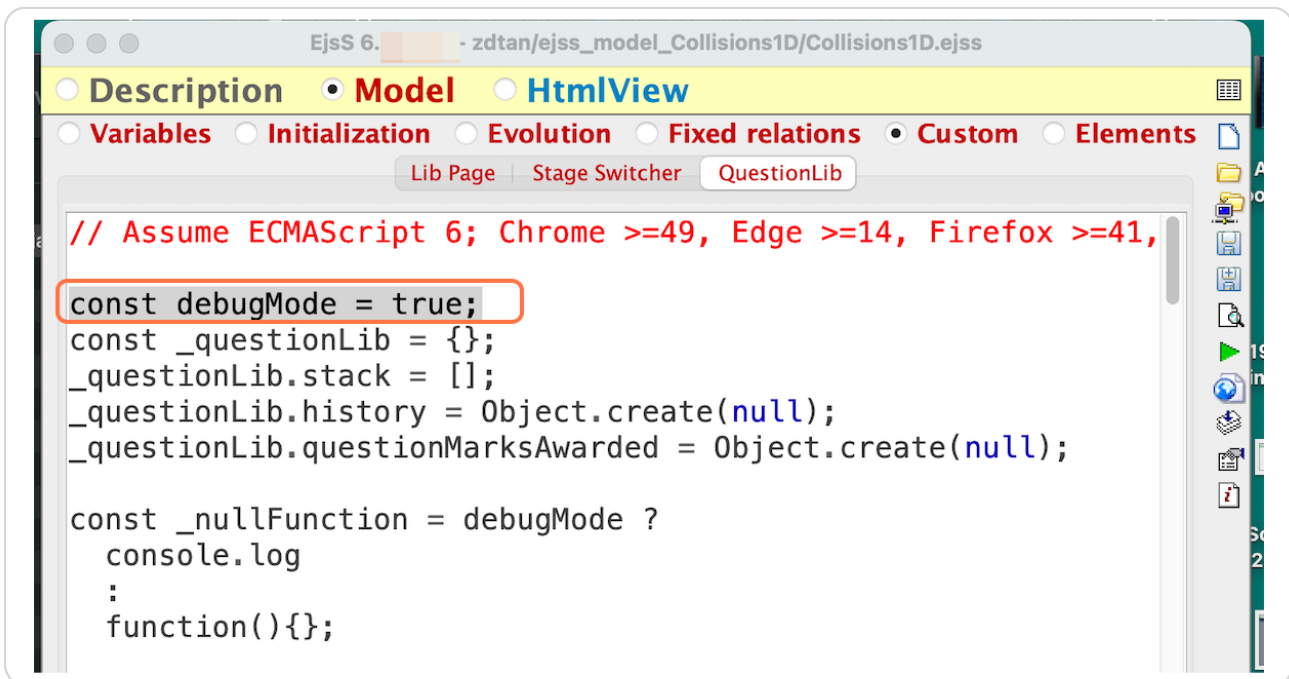 EjsS 6. - zdtan/ejss_model_Collisions1D/Collisions1D.ejss
Description Model HtmlView
Variables Initialization Evolution Fixed relations Custom Elements
Lib Page Stage Switcher QuestionLib
// Assume ECMAScript 6; Chrome >=49, Edge >=14, Firefox >=41,
const debugMode = true;
const _questionLib = {};
_questionLib.stack = [];
_questionLib.history = Object.create(null);
_questionLib.questionMarksAwarded = Object.create(null);
const _nullFunction = debugMode ?
console.log
:
function(){};